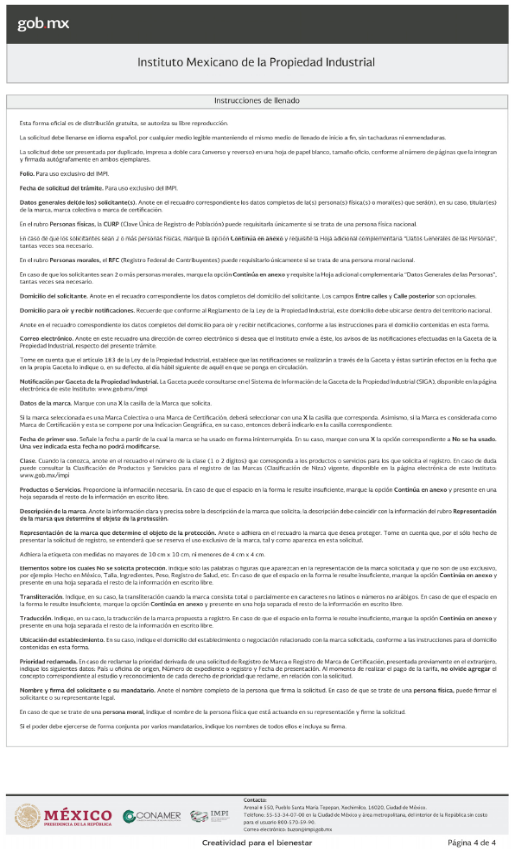 gob mx
Instituto Mexicano de la Propiedad Industrial
Instrucciones de llenado
Esta forma oficial es de distribución gratuita, se autoriza su libre reproducción.
La solicitud debe llenarse en idioma español, por cualquier medio legible manteniendo el mismo medio de llenado de inicio a fin, sin tachaduras ni enmendaduras.
La solicitud debe ser presentada por duplicado, impresa a doble cara (anverso y reverso) en una hoja de papel blanco, tamaño oficio, conforme al número de páginas que la integran
y firmada autógrafamente en ambos ejemplares.
Folio. Para uso exclusivo del IMPI.
Fecha de solicitud del trámite. Para uso exclusivo del IMPI.
Datos generales del(de los) solicitante(s). Anote en el recuadro correspondiente los datos completos de la(s) persona(s) física(s) o moral(es) que será(n), en su caso, titular(es)
de la marca, marca colectiva o marca de certificación.
En el rubro Personas físicas, la CURP (Clave Única de Registro de Población) puede requisitarla únicamente si se trata de una persona física nacional.
En caso de que los solicitantes sean 2 o más personas físicas, marque la opción Continúa en anexo y requisite la Hoja adicional complementaria "Datos Generales de las Personas",
tantas veces sea necesario.
En el rubro Personas morales, el RFC (Registro Federal de Contribuyentes) puede requisitarlo únicamente si se trata de una persona moral nacional.
En caso de que los solicitantes sean 2 o más personas morales, marque la opción Continúa en anexo y requisite la Hoja adicional complementaria "Datos Generales de las Personas",
tantas veces sea necesario.
Domicilio del solicitante. Anote en el recuadro correspondiente los datos completos del domicilio del solicitante. Los campos Entre calles y Calle posterior son opcionales.
Domicilio para oír y recibir notificaciones. Recuerde que conforme al Reglamento de la Ley de la Propiedad Industrial, este domicilio debe ubicarse dentro del territorio nacional.
Anote en el recuadro correspondiente los datos completos del domicilio para oír y recibir notificaciones, conforme a las instrucciones para el domicilio contenidas en esta forma.
Correo electrónico. Anote en este recuadro una dirección de correo electrónico si desea que el Instituto envíe a éste, los avisos de las notificaciones efectuadas en la Gaceta de la
Propiedad Industrial, respecto del presente trámite.
Tome en cuenta que el artículo 183 de la Ley de la Propiedad Industrial, establece que las notificaciones se realizarán a través de la Gaceta y éstas surtirán efectos en la fecha que
en la propia Gaceta lo indique o, en su defecto, al día hábil siguiente de aquél en que se ponga en circulación.
Notificación por Gaceta de la Propiedad Industrial. La Gaceta puede consultarse en el Sistema de Información de la Gaceta de la Propiedad Industrial (SIGA), disponible en la página
electrónica de este Instituto: www.gob.mx/impi
Datos de la marca. Marque con una X la casilla de la Marca que solicita.
Si la marca seleccionada es una Marca Colectiva o una Marca de Certificación, deberá seleccionar con una X la casilla que corresponda. Asimismo, si la Marca es considerada como
Marca de Certificación y esta se compone por una Indicación Geográfica, en su caso, entonces deberá indicarlo en la casilla correspondiente.
Fecha de primer uso. Señale la fecha a partir de la cual la marca se ha usado en forma ininterrumpida. En su caso, marque con una X la opción correspondiente a No se ha usado.
Una vez indicada esta fecha no podrá modificarse.
Clase. Cuando la conozca, anote en el recuadro el número de la clase (1 o 2 dígitos) que corresponda a los productos o servicios para los que solicita el registro. En caso de duda
puede consultar la Clasificación de Productos y Servicios para el registro de las Marcas (Clasificación de Niza) vigente, disponible en la página electrónica de este Instituto:
www.gob.mx/impi
Productos o Servicios. Proporcione la información necesaria. En caso de que el espacio en la forma le resulte insuficiente, marque la opción Continúa en anexo y presente en una
hoja separada el resto de la información en escrito libre.
Descripción de la marca. Anote la información clara y precisa sobre la descripción de la marca que solicita, la descripción debe coincidir con la información del rubro Representación
de la marca que determine el objeto de la protección.
Representación de la marca que determine el objeto de la protección. Anote o adhiera en el recuadro la marca que desea proteger. Tome en cuenta que, por el sólo hecho de
presentar la solicitud de registro, se entenderá que se reserva el uso exclusivo de la marca, tal y como aparezca en esta solicitud.
Adhiera la etiqueta con medidas no mayores de 10 cm x 10 cm, ni menores de 4 cm x 4 cm.
Elementos sobre los cuales No se solicita protección. Indique sólo las palabras o figuras que aparezcan en la representación de la marca solicitada y que no son de uso exclusivo,
por ejemplo: Hecho en México, Talla, Ingredientes, Peso, Registro de Salud, etc. En caso de que el espacio en la forma le resulte insuficiente, marque la opción Continúa en anexo y
presente en una hoja separada el resto de la información en escrito libre.
Transliteración. Indique, en su caso, la transliteración cuando la marca consista total o parcialmente en caracteres no latinos o números no arábigos. En caso de que el espacio en
la forma le resulte insuficiente, marque la opción Continúa en anexo y presente en una hoja separada el resto de la información en escrito libre.
Traducción. Indique, en su caso, la traducción de la marca propuesta a registro. En caso de que el espacio en la forma le resulte insuficiente, marque la opción Continúa en anexo y
presente en una hoja separada el resto de la información en escrito libre.
Ubicación del establecimiento. En su caso, indique el domicilio del establecimiento o negociación relacionado con la marca solicitada, conforme a las instrucciones para el domicilio
contenidas en esta forma.
Prioridad reclamada. En caso de reclamar la prioridad derivada de una solicitud de Registro de Marca o Registro de Marca de Certificación, presentada previamente en el extranjero,
indique los siguientes datos: País u oficina de origen, Número de expediente o registro y Fecha de presentación. Al momento de realizar el pago de la tarifa, no olvide agregar el
concepto correspondiente al estudio y reconocimiento de cada derecho de prioridad que reclame, en relación con la solicitud.
Nombre y firma del solicitante o su mandatario. Anote el nombre completo de la persona que firma la solicitud. En caso de que se trate de una persona física, puede firmar el
solicitante o su representante legal.
En caso de que se trate de una persona moral, indique el nombre de la persona física que está actuando en su representación y firme la solicitud.
Si el poder debe ejercerse de forma conjunta por varios mandatarios, indique los nombres de todos ellos e incluya su firma.
MÉXICO
PRESIDENCIA DE LA REPÚBLICA
CONAMER
IMPI
Contacto:
Arenal # 550, Pueblo Santa María Tepepan, Xochimilco, 16020, Ciudad de México.
Teléfono: 55-53-34-07-00 en la Ciudad de México y área metropolitana, del interior de la República sin costo
para el usuario 800-570-59-90.
Correo electrónico: buzon@impi.gob.mx
Creatividad para el bienestar
Página 4 de 4